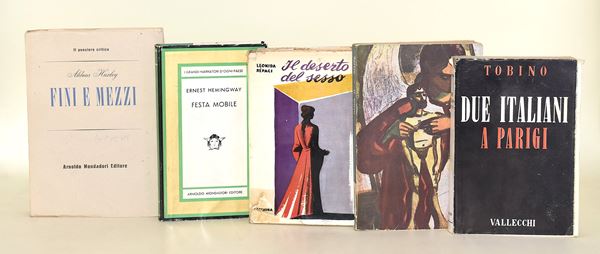 Il pensiero critico
Aldous Huxley
FINI E MEZZI
Arnoldo Mondadori Editore
I GRANDI NARRATORI D'OGNI PAESE
ERNEST HEMINGWAY
FESTA MOBILE
ARNOLDO MONDADORI EDITORE
LEONIDA
RÈPACI
Il deserto
del sesso
TOBINO
DUE ITALIANI
A PARIGI
VALLECCHI